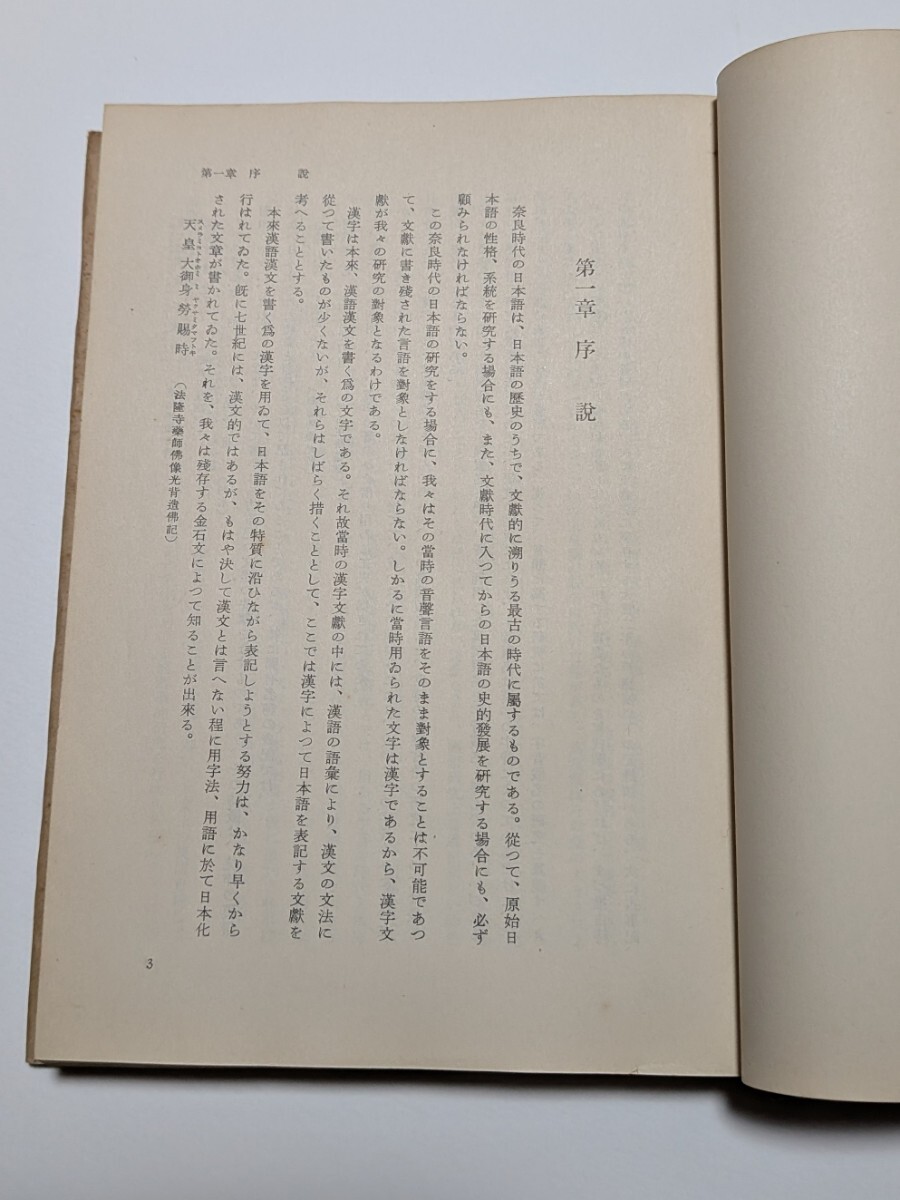 第一章 序 說
第一章 序 說
奈良時代の日本語は、日本語の歷史のうちで、文獻的に溯りうる最古の時代に屬するものである。從つて、原始日
本語の性格、系統を硏究する場合にも、また、文獻時代に入つてからの日本語の史的發展を硏究する場合にも、必ず
顧みられなければならない。
この奈良時代の日本語の硏究をする場合に、我々はその當時の音聲言語をそのまま對象とすることは不可能であつ
て、文獻に書き殘された言語を對象としなければならない。しかるに當時用ゐられた文字は漢字であるから、漢字文
獻が我々の硏究の對象となるわけである。
漢字は本來、漢語漢文を書く爲の文字である。それ故當時の漢字文獻の中には、漢語の語彙により、漢文の文法に
從つて書いたものが少くないが、それらはしばらく措くこととして、ここでは漢字によつて日本語を表記する文獻を
考へることとする。
本來漢語漢文を書く爲の漢字を用ゐて、日本語をその特質に沿ひながら表記しようとする努力は、かなり早くから
行はれてゐた。旣に七世紀には、漢文的ではあるが、もはや決して漢文とは言へない程に用字法、用語に於て日本化
された文章が書かれてゐた。それを、我々は殘存する金石文によつて知ることが出來る。
天皇大御身勞賜時 (法隆寺藥師佛像光背造佛記)
3